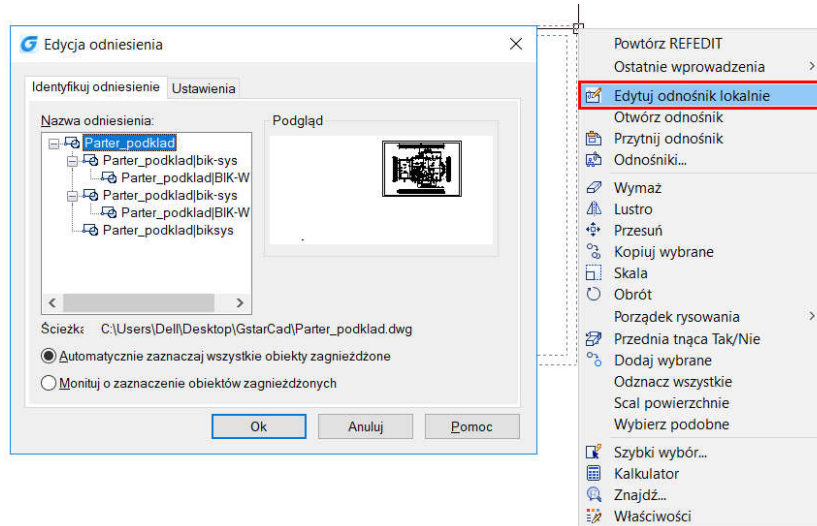 Edycja odniesienia
Identyfikuj odniesienie
Ustawienia
Nazwa odniesienia:
Parter_podklad
Parter_podklad|bik-sys
Parter_podklad|BIK-W
Parter_podklad|bik-sys
Parter_podklad|BIK-W
Parter_podklad|biksys
Podgląd
Ścieżka C:\Users\Dell\Desktop\GstarCad\Parter_podklad.dwg
Automatycznie zaznaczaj wszystkie obiekty zagnieżdżone
Monituj o zaznaczenie obiektów zagnieżdżonych
Ok
Anuluj
Pomoc
Powtórz REFEDIT
Ostatnie wprowadzenia
Edytuj odnośnik lokalnie
Otwórz odnośnik
Przytnij odnośnik
Odnośniki...
Wymaż
Lustro
Przesuń
Kopiuj wybrane
Skala
Obrót
Porządek rysowania
Przednia tnąca Tak/Nie
Dodaj wybrane
Odznacz wszystkie
Scal powierzchnie
Wybierz podobne
Szybki wybór...
Kalkulator
Znajdź...
Właściwości